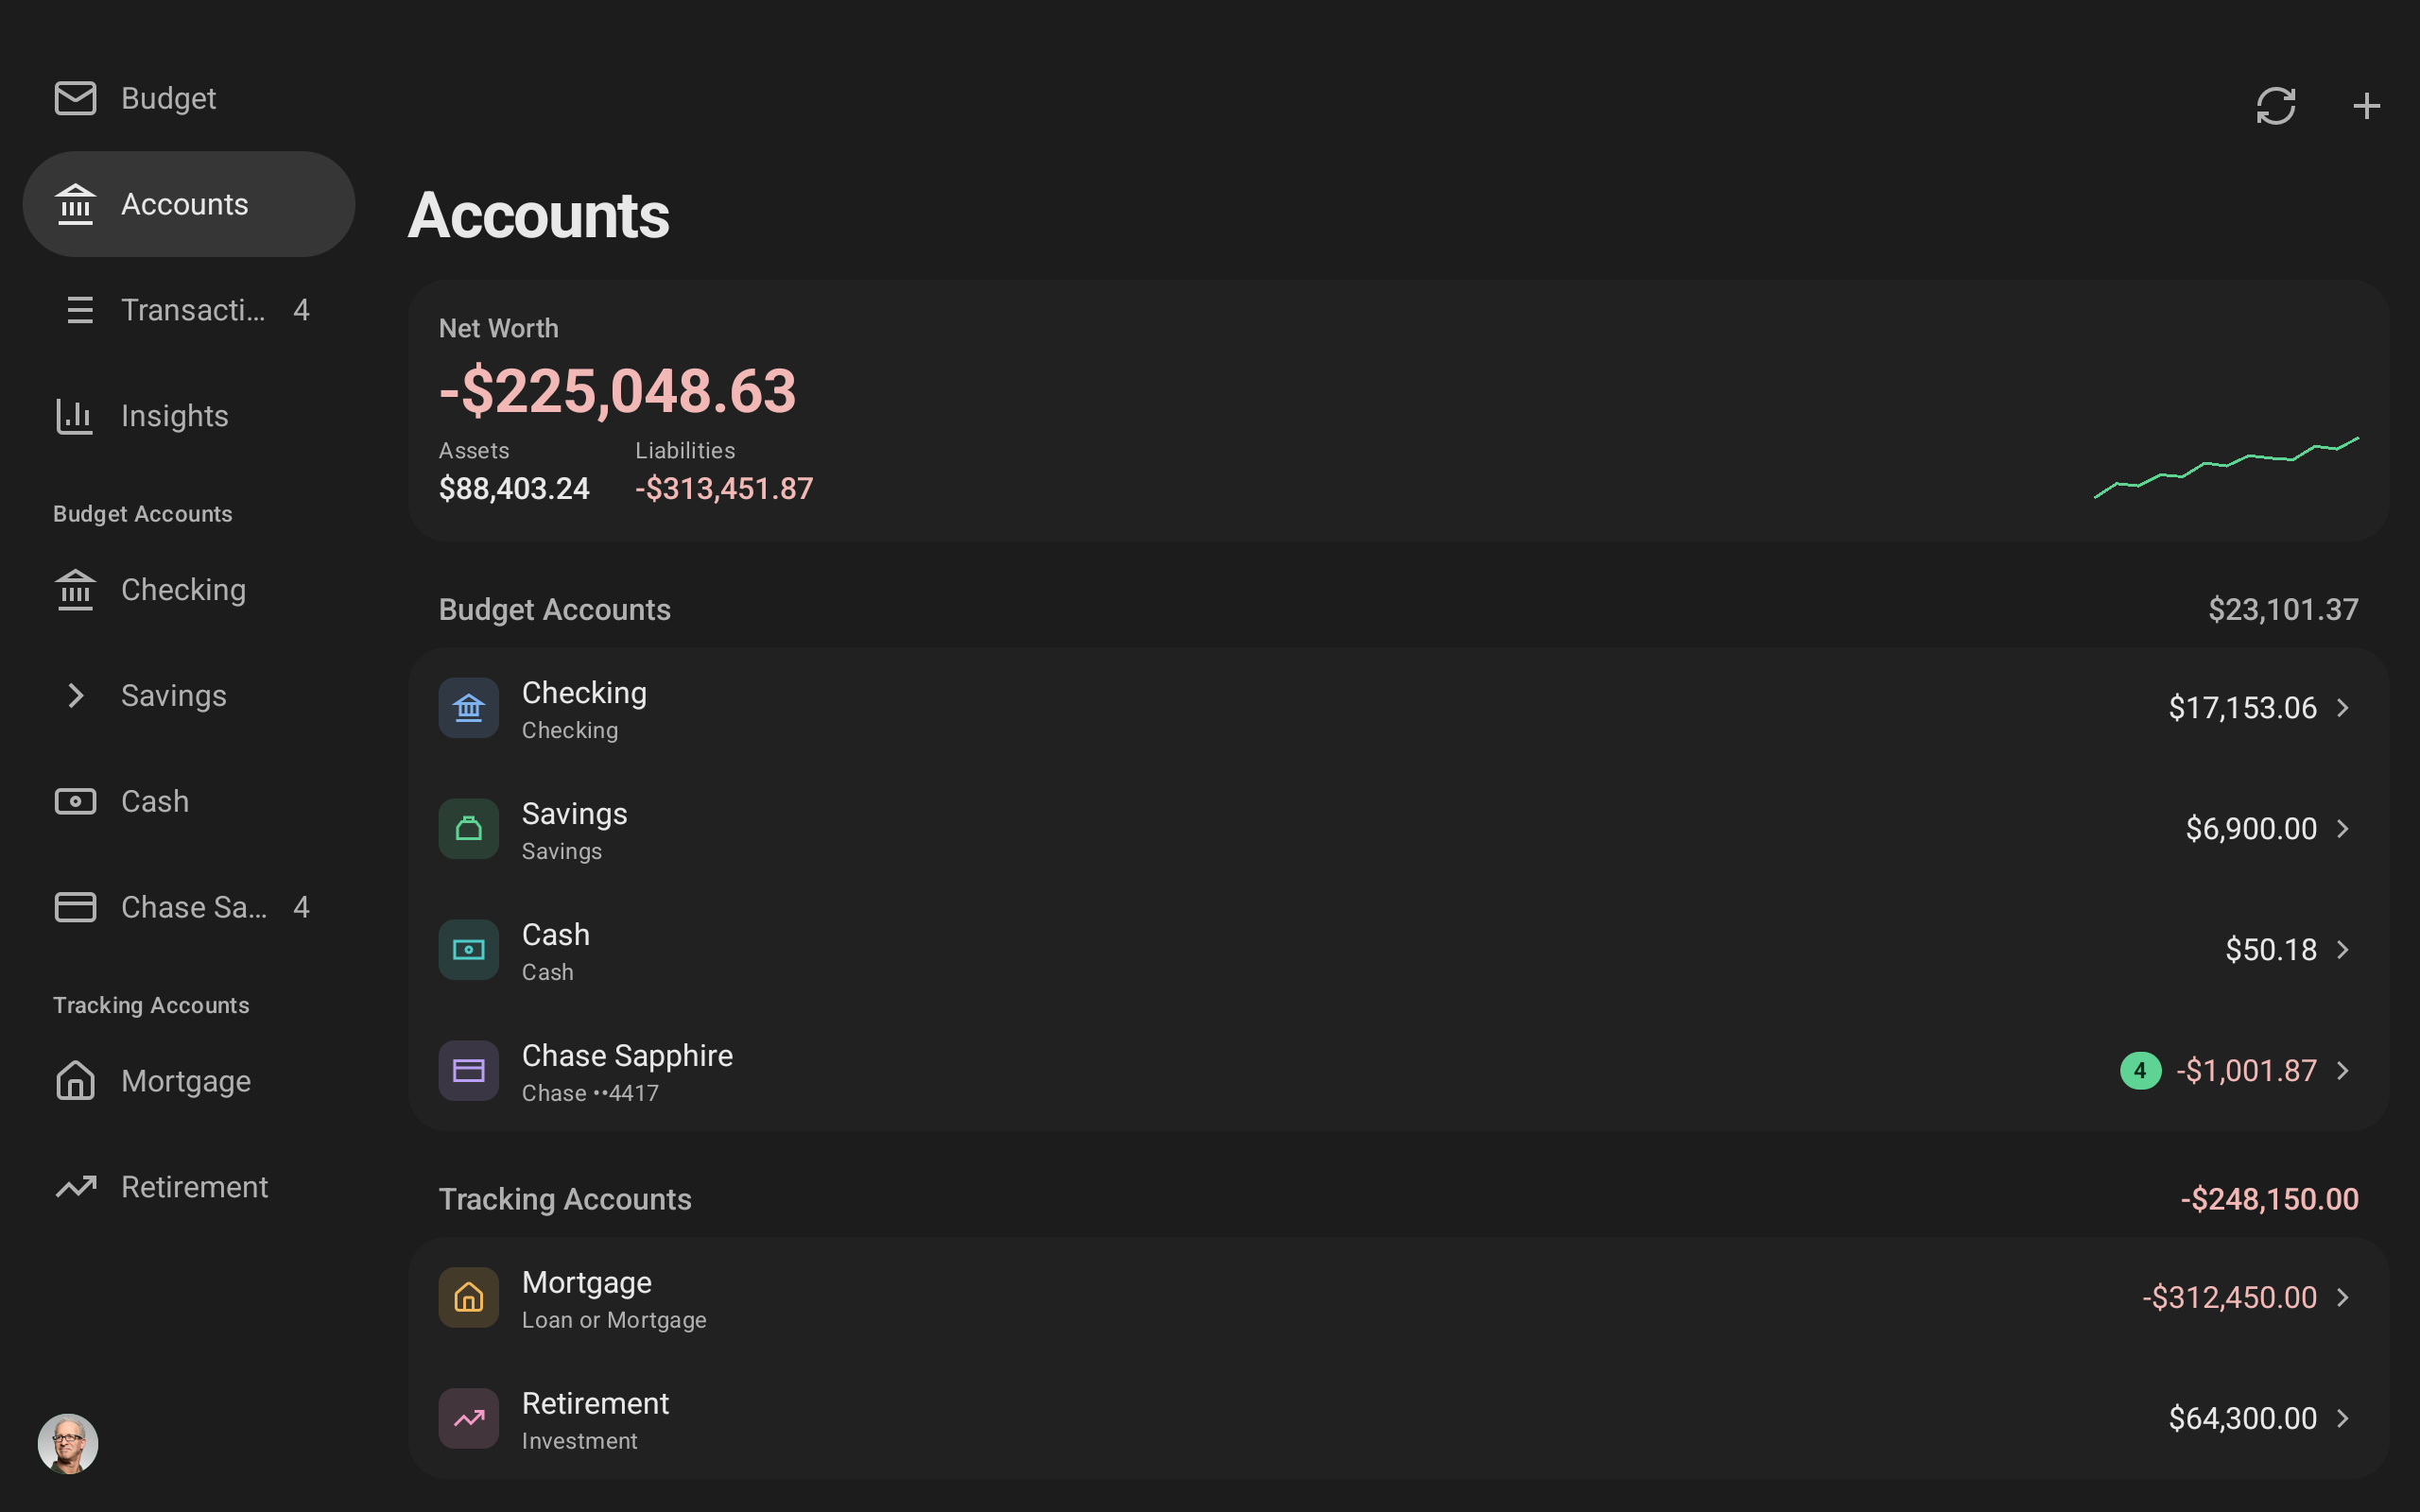 Budget
Accounts
Transacti... 4
Insights
Budget Accounts
Checking
Savings
Cash
Chase Sa... 4
Tracking Accounts
Mortgage
Retirement
Accounts
Net Worth
-$225,048.63
Assets Liabilities
$88,403.24 -$313,451.87
Budget Accounts $23,101.37
Checking
Checking
$17,153.06
Savings
Savings
$6,900.00
Cash
Cash
$50.18
Chase Sapphire
Chase ••4417
4 -$1,001.87
Tracking Accounts -$248,150.00
Mortgage
Loan or Mortgage
-$312,450.00
Retirement
Investment
$64,300.00